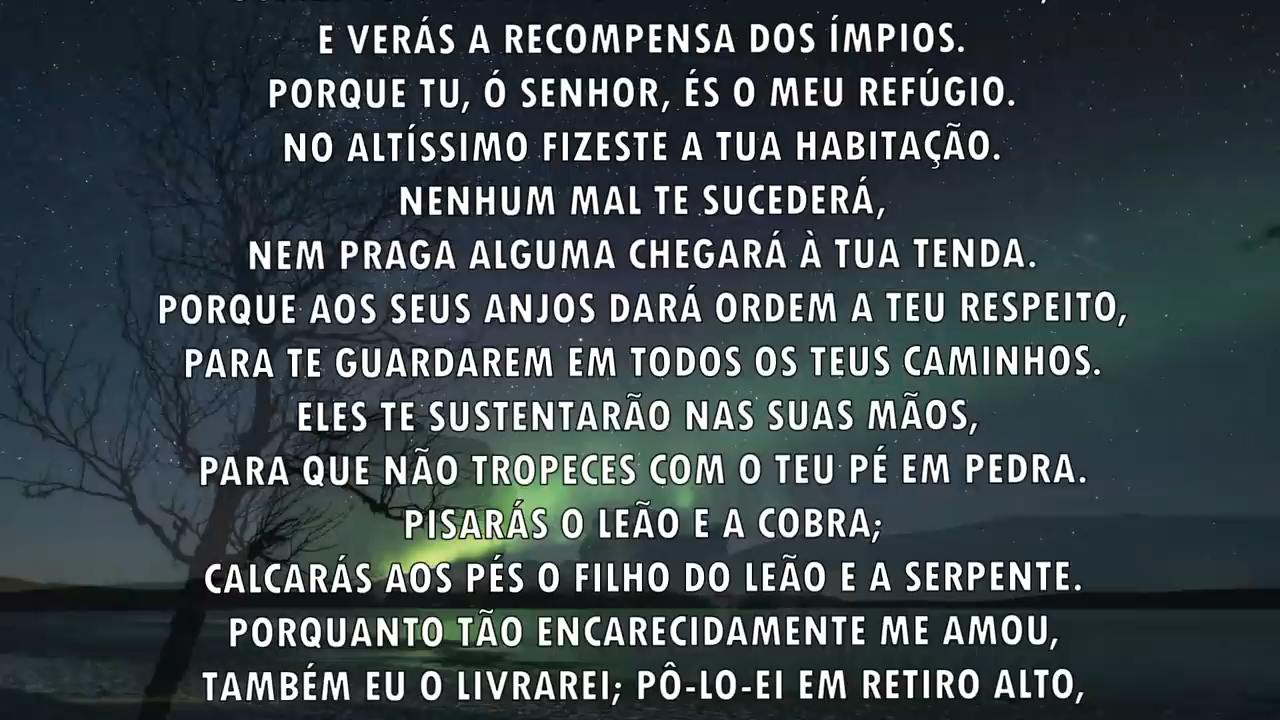 E VERÁS A RECOMPENSA DOS ÍMPIOS.
PORQUE TU, Ó SENHOR, ÉS O MEU REFÚGIO.
NO ALTÍSSIMO FIZESTE A TUA HABITAÇÃO.
NENHUM MAL TE SUCEDERÁ,
NEM PRAGA ALGUMA CHEGARÁ À TUA TENDA.
PORQUE AOS SEUS ANJOS DARÁ ORDEM A TEU RESPEITO,
PARA TE GUARDAREM EM TODOS OS TEUS CAMINHOS.
ELES TE SUSTENTARÃO NAS SUAS MÃOS,
PARA QUE NÃO TROPECES COM O TEU PÉ EM PEDRA.
PISARÁS O LEÃO E A COBRA;
CALCARÁS AOS PÉS O FILHO DO LEÃO E A SERPENTE.
PORQUANTO TÃO ENCARECIDAMENTE ME AMOU,
TAMBÉM EU O LIVRAREI; PÔ-LO-EI EM RETIRO ALTO,